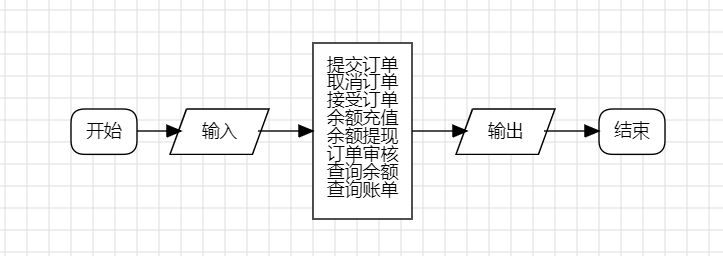 开始
输入
提交订单
取消订单
接受订单
余额充值
余额提现
订单审核
查询余额
查询账单
输出
结束